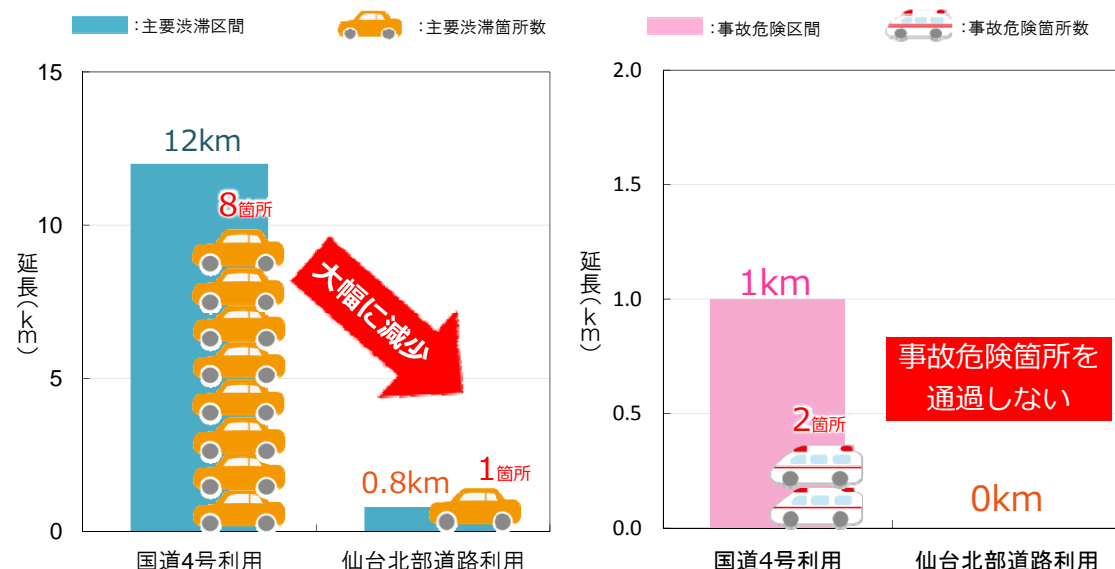 :主要渋滞区間
:主要渋滞箇所数
15
10
5
0
延長(km)
12km
8箇所
大幅に減少
0.8km
1箇所
国道4号利用
仙台北部道路利用
:事故危険区間
:事故危険箇所数
2.0
1.5
1.0
0.5
0.0
延長(km)
1km
2箇所
事故危険箇所を
通過しない
0km
国道4号利用
仙台北部道路利用